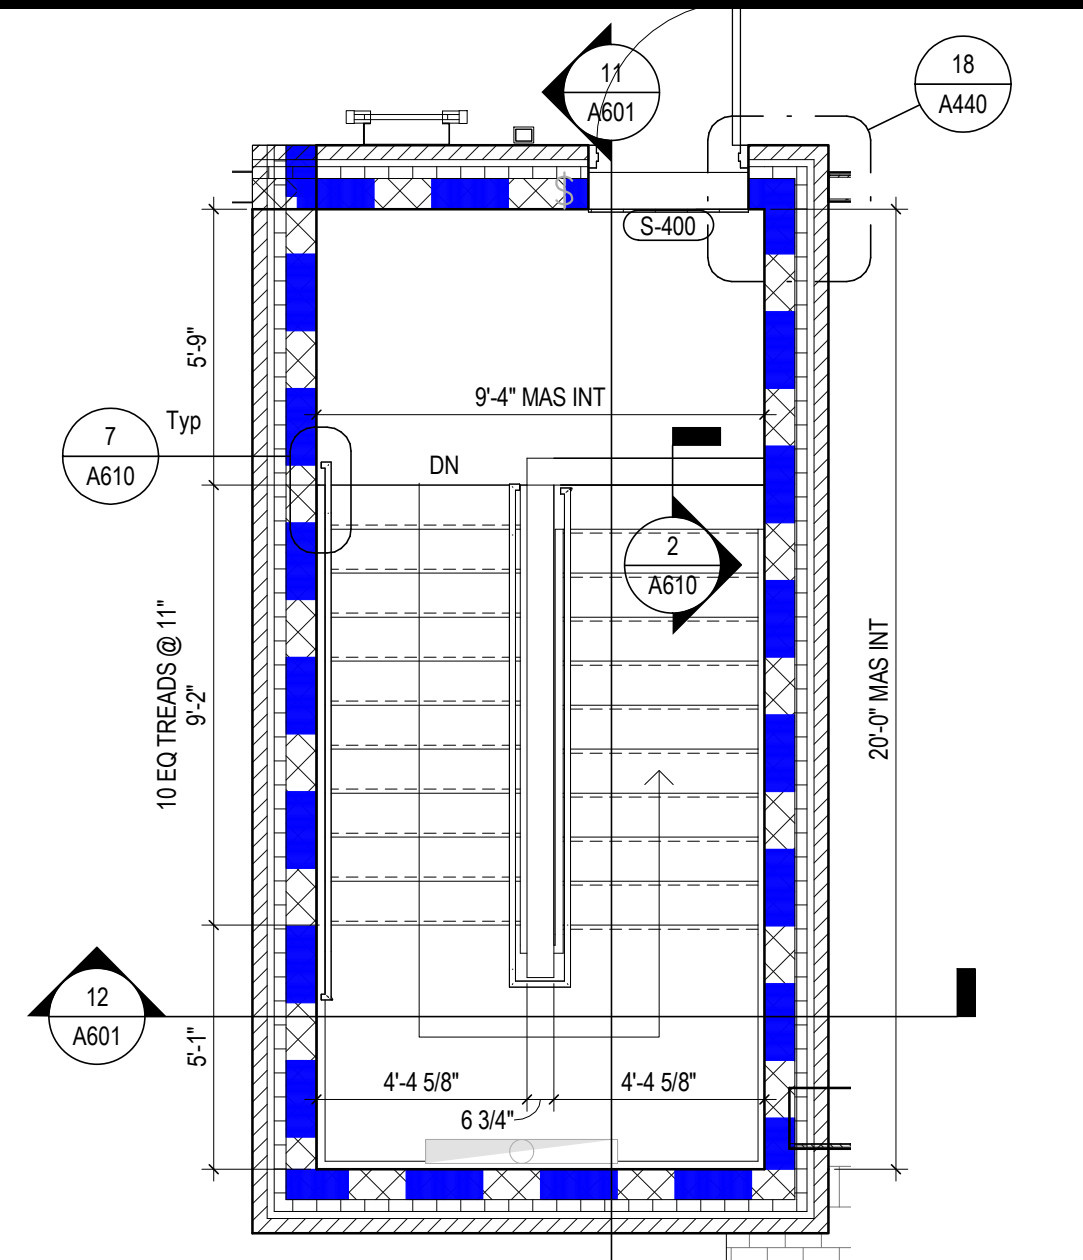 11
A601
18
A440
$
S-400
5'-9"
9'-4" MAS INT
Typ
7
A610
DN
2
A610
10 EQ TREADS @ 11"
9'-2"
20'-0" MAS INT
12
A601
5'-1"
4'-4 5/8"
4'-4 5/8"
6 3/4"